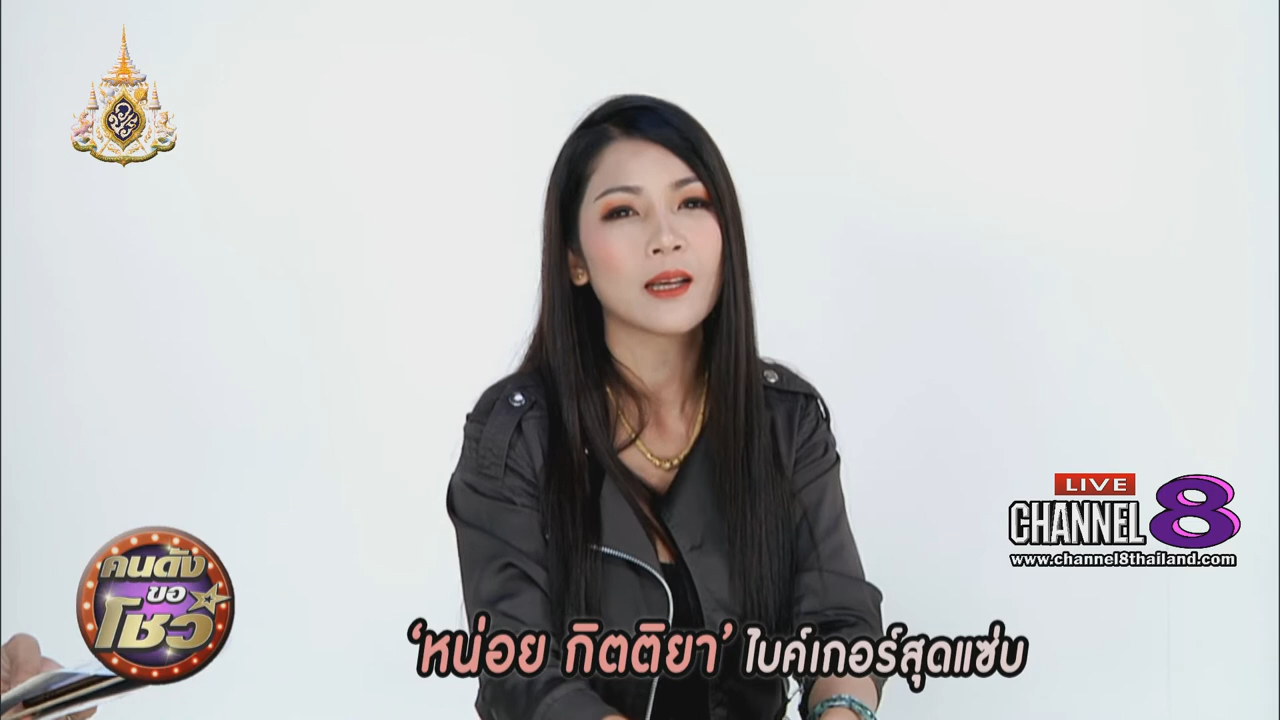 LIVE
CHANNEL 8
www.channel8thailand.com
คนดัง
ขอ
โชว์
‘หน่อย กิตติยา’ ไบค์เกอร์สุดแซ่บ